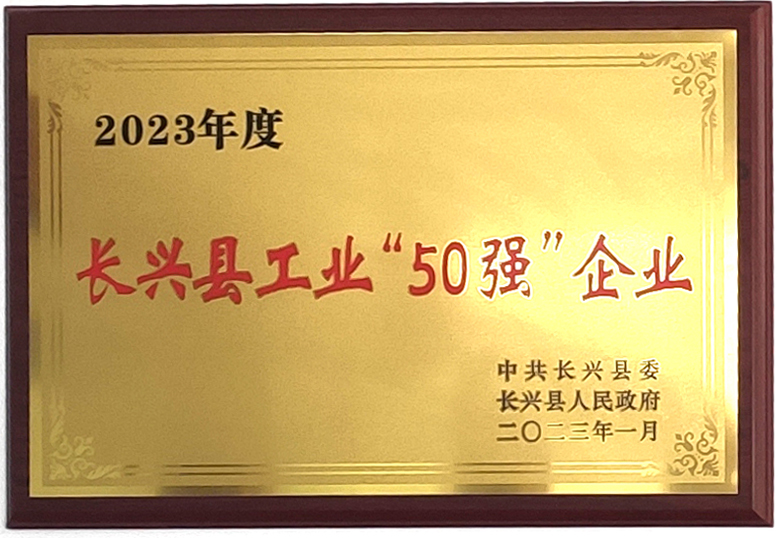 2023年度
长兴县工业“50强”企业
中共长兴县委
长兴县人民政府
二〇二三年一月